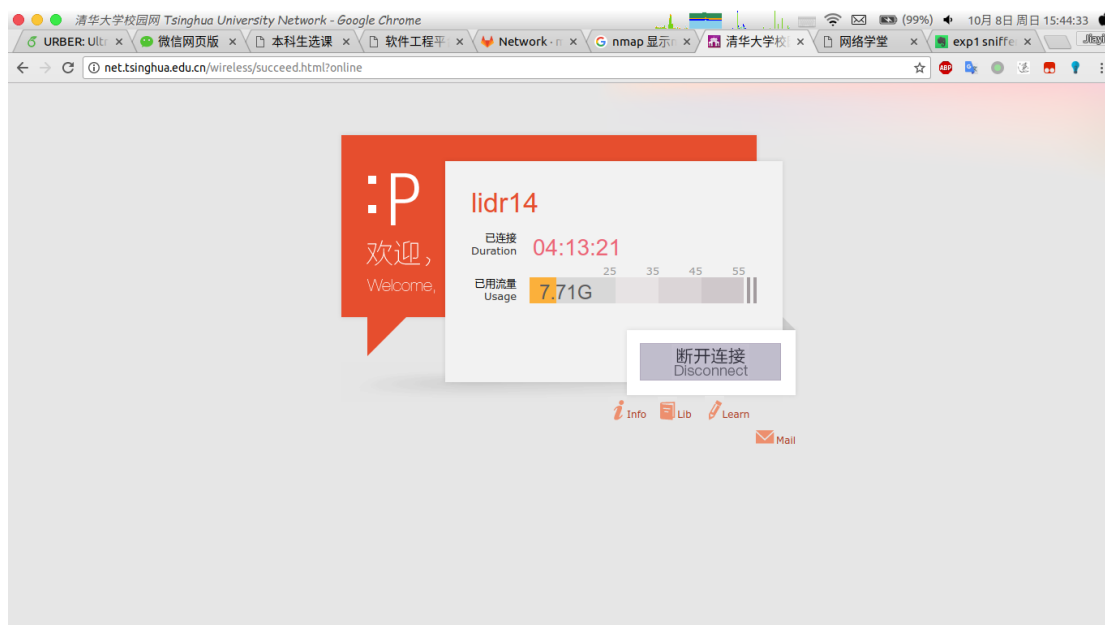 清华大学校园网 Tsinghua University Network - Google Chrome
(99%) 10月 8日 周日 15:44:33
URBER: Ult
微信网页版
本科生选课
软件工程平
Network · n
nmap 显示
清华大学校
网络学堂
exp1 sniffe
net.tsinghua.edu.cn/wireless/succeed.html?online
ABP
:P
欢迎,
Welcome,
lidr14
已连接
Duration
04:13:21
25 35 45 55
已用流量
Usage
7.71G
断开连接
Disconnect
Info Lib Learn
Mail